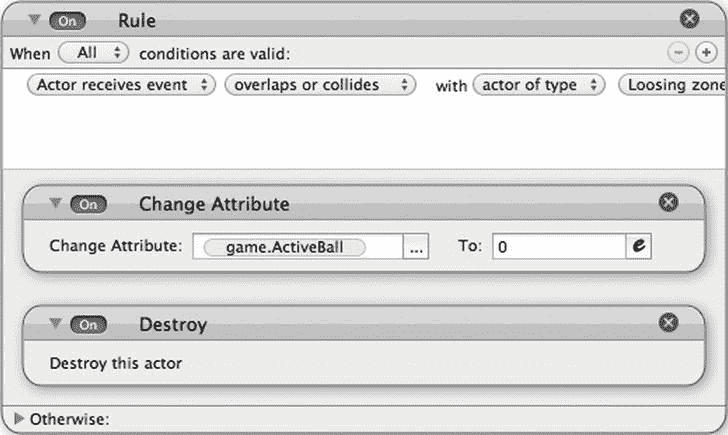 On Rule
When All conditions are valid:
Actor receives event overlaps or collides with actor of type Loosing zone
On Change Attribute
Change Attribute: game.ActiveBall ... To: 0 e
On Destroy
Destroy this actor
Otherwise: